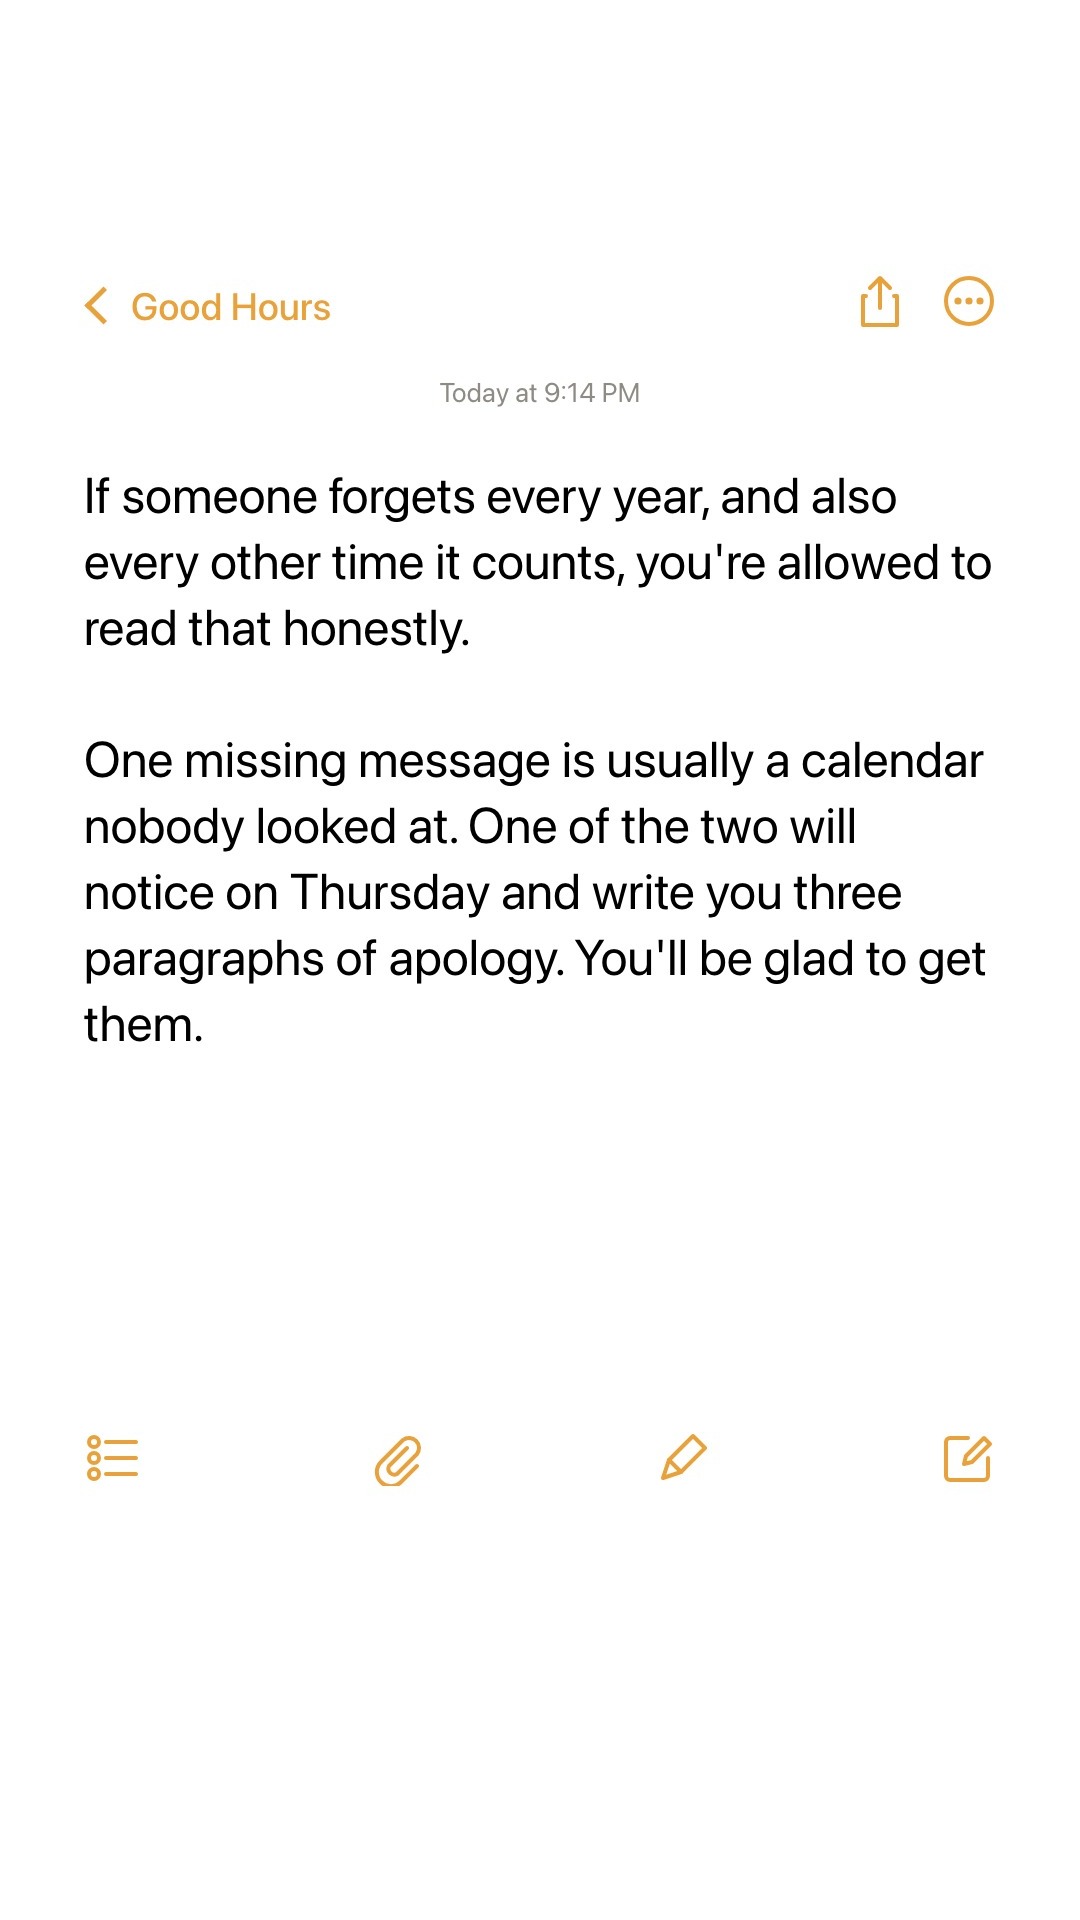 Good Hours
Today at 9:14 PM
If someone forgets every year, and also
every other time it counts, you're allowed to
read that honestly.
One missing message is usually a calendar
nobody looked at. One of the two will
notice on Thursday and write you three
paragraphs of apology. You'll be glad to get
them.